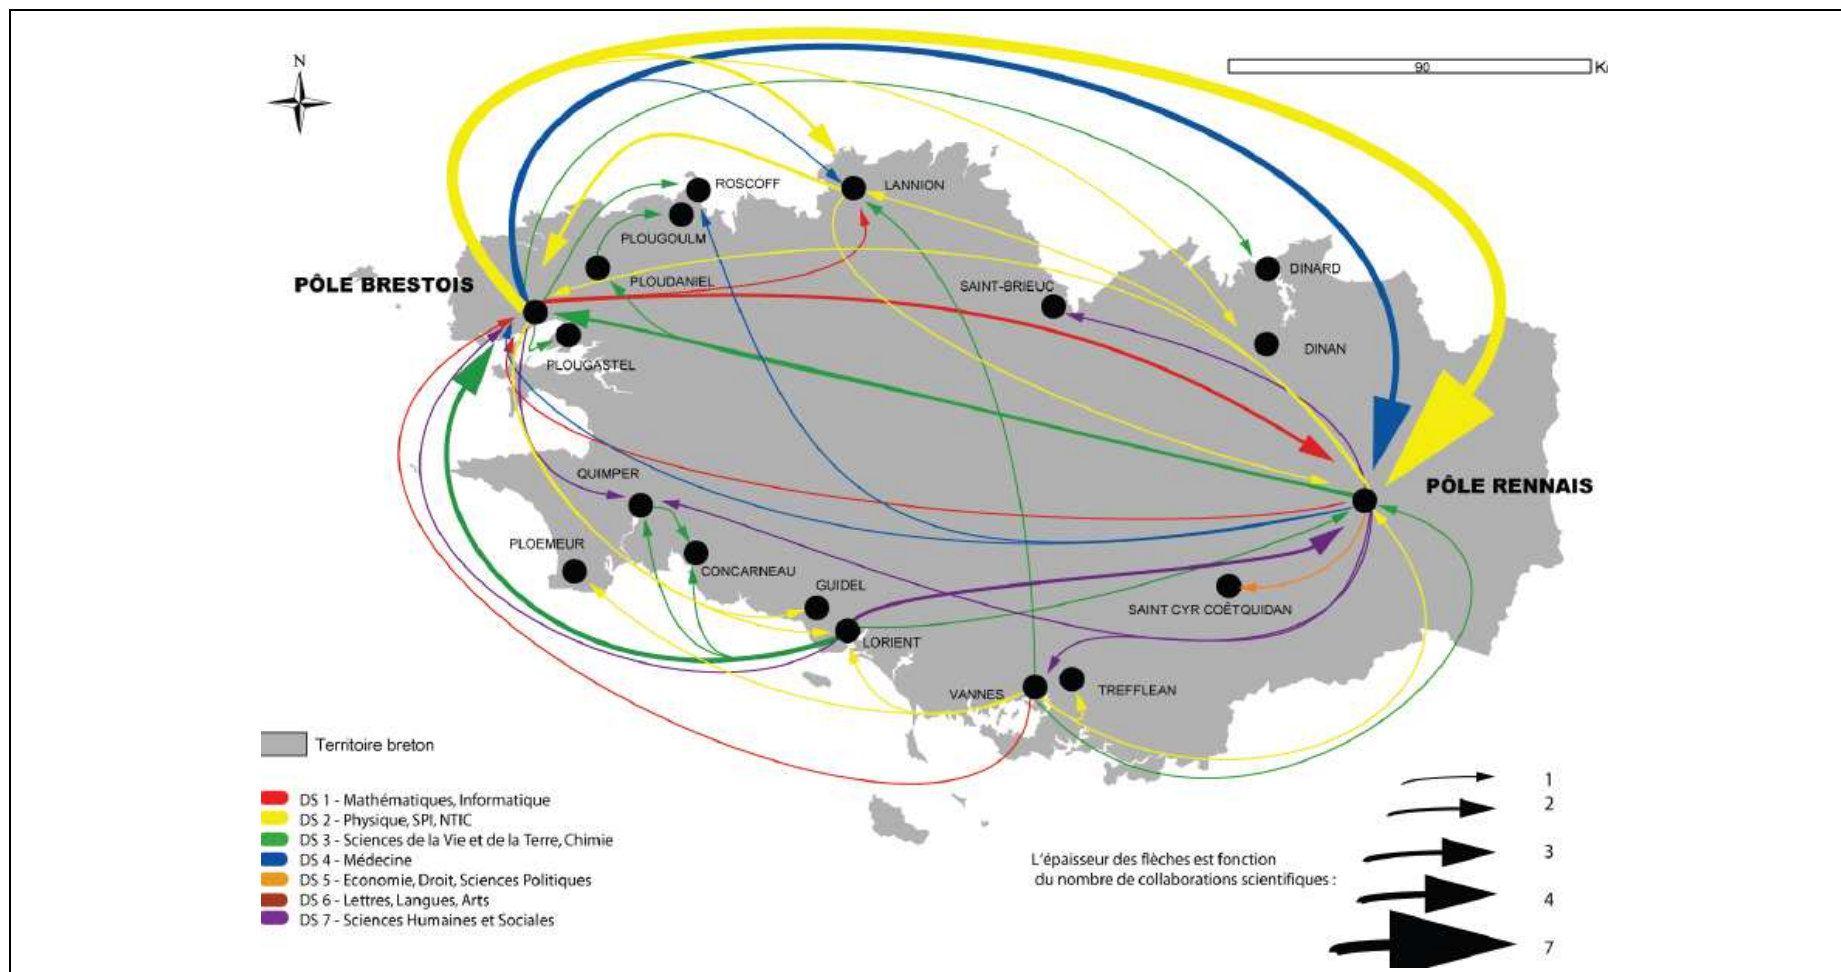 N
90
K
ROSCOFF
LANNION
PLOUGOULM
PÔLE BRESTOIS
PLOUDANIEL
SAINT-BRIEUC
DINARD
PLOUGASTEL
DINAN
QUIMPER
PÔLE RENNAIS
PLOEMEUR
CONCARNEAU
GUIDEL
SAINT CYR COËTQUIDAN
LORIENT
VANNES
TREFFLEAN
Territoire breton
DS 1 - Mathématiques, Informatique
DS 2 - Physique, SPI, NTIC
DS 3 - Sciences de la Vie et de la Terre, Chimie
DS 4 - Médecine
DS 5 - Economie, Droit, Sciences Politiques
DS 6 - Lettres, Langues, Arts
DS 7 - Sciences Humaines et Sociales
L'épaisseur des flèches est fonction
du nombre de collaborations scientifiques :
1
2
3
4
7